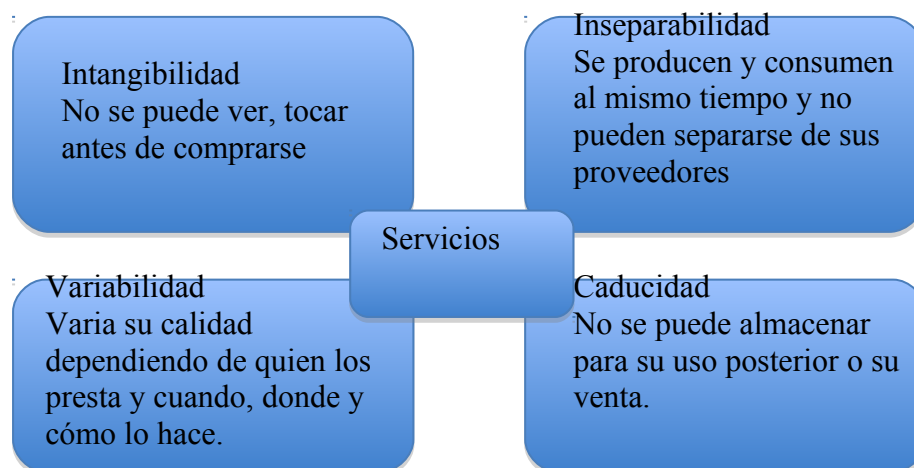 Intangibilidad
No se puede ver, tocar
antes de comprarse
Inseparabilidad
Se producen y consumen
al mismo tiempo y no
pueden separarse de sus
proveedores
Servicios
Variabilidad
Varia su calidad
dependiendo de quien los
presta y cuando, donde y
cómo lo hace.
Caducidad
No se puede almacenar
para su uso posterior o su
venta.